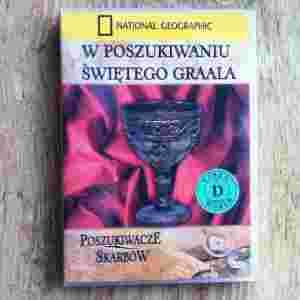 NATIONAL GEOGRAPHIC
W POSZUKIWANIU
ŚWIĘTEGO GRAALA
D
POSZUKIWACZE
SKARBÓW